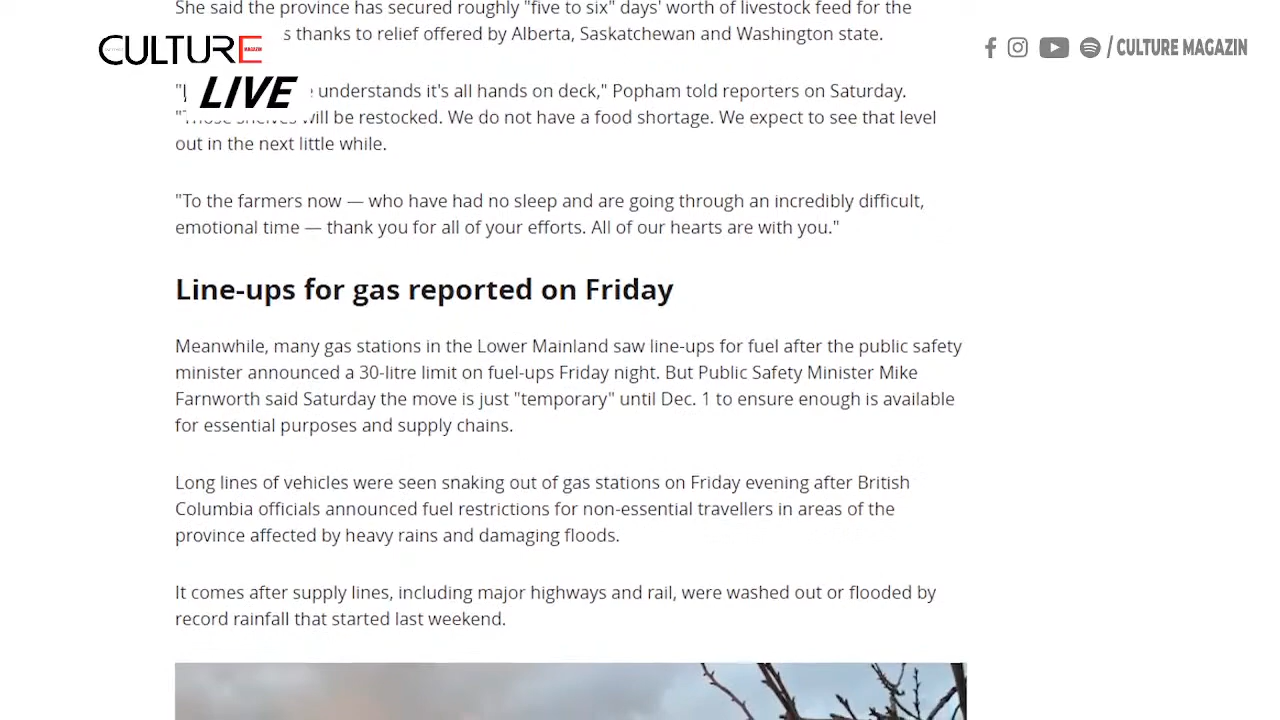 She said the province has secured roughly "five to six" days' worth of livestock feed for the
CULTURE MAGAZIN
s thanks to relief offered by Alberta, Saskatchewan and Washington state.
/ CULTURE MAGAZIN
LIVE
understands it's all hands on deck," Popham told reporters on Saturday.
"Those shelves will be restocked. We do not have a food shortage. We expect to see that level
out in the next little while.
"To the farmers now — who have had no sleep and are going through an incredibly difficult,
emotional time — thank you for all of your efforts. All of our hearts are with you."
Line-ups for gas reported on Friday
Meanwhile, many gas stations in the Lower Mainland saw line-ups for fuel after the public safety
minister announced a 30-litre limit on fuel-ups Friday night. But Public Safety Minister Mike
Farnworth said Saturday the move is just "temporary" until Dec. 1 to ensure enough is available
for essential purposes and supply chains.
Long lines of vehicles were seen snaking out of gas stations on Friday evening after British
Columbia officials announced fuel restrictions for non-essential travellers in areas of the
province affected by heavy rains and damaging floods.
It comes after supply lines, including major highways and rail, were washed out or flooded by
record rainfall that started last weekend.